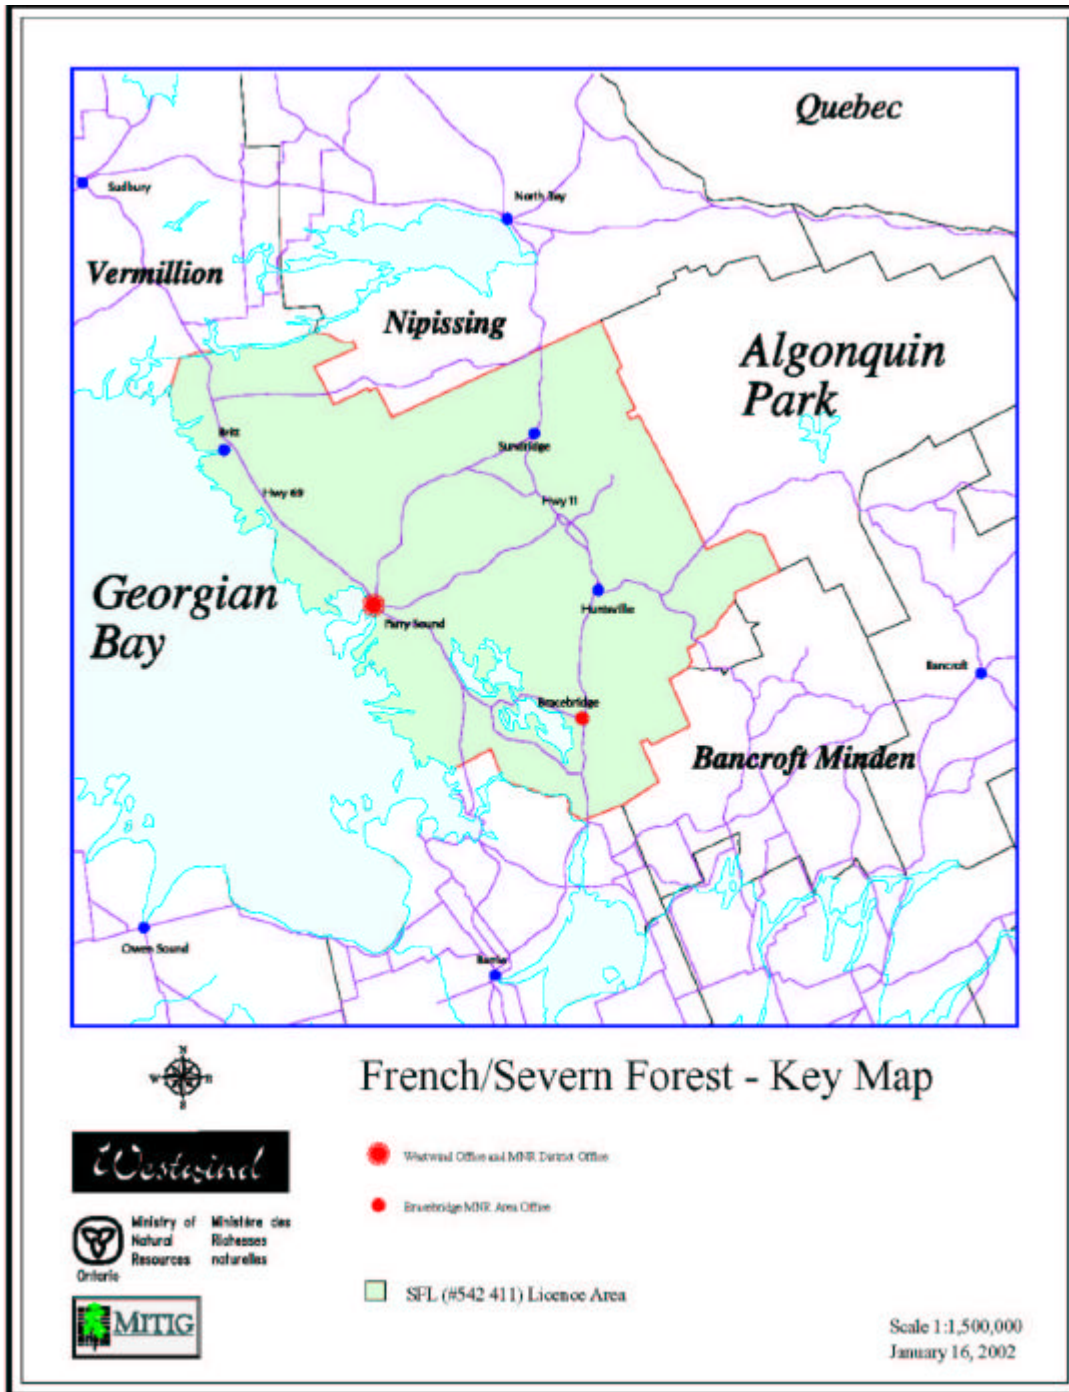 Quebec
Sudbury
North Bay
Vermillion
Nipissing
Algonquin
Park
Britt
Sundridge
Hwy 69
Hwy 11
Georgian
Bay
Huntsville
Parry Sound
Bancroft
Bracebridge
Bancroft Minden
Owen Sound
Barrie
N
W E
S
French/Severn Forest - Key Map
Westwind
Westwind Office and MNR District Office
Bracebridge MNR Area Office
Ministry of Ministère des
Natural Richesses
Resources naturelles
Ontario
SFL (#542 411) Licence Area
MITIG
Scale 1:1,500,000
January 16, 2002